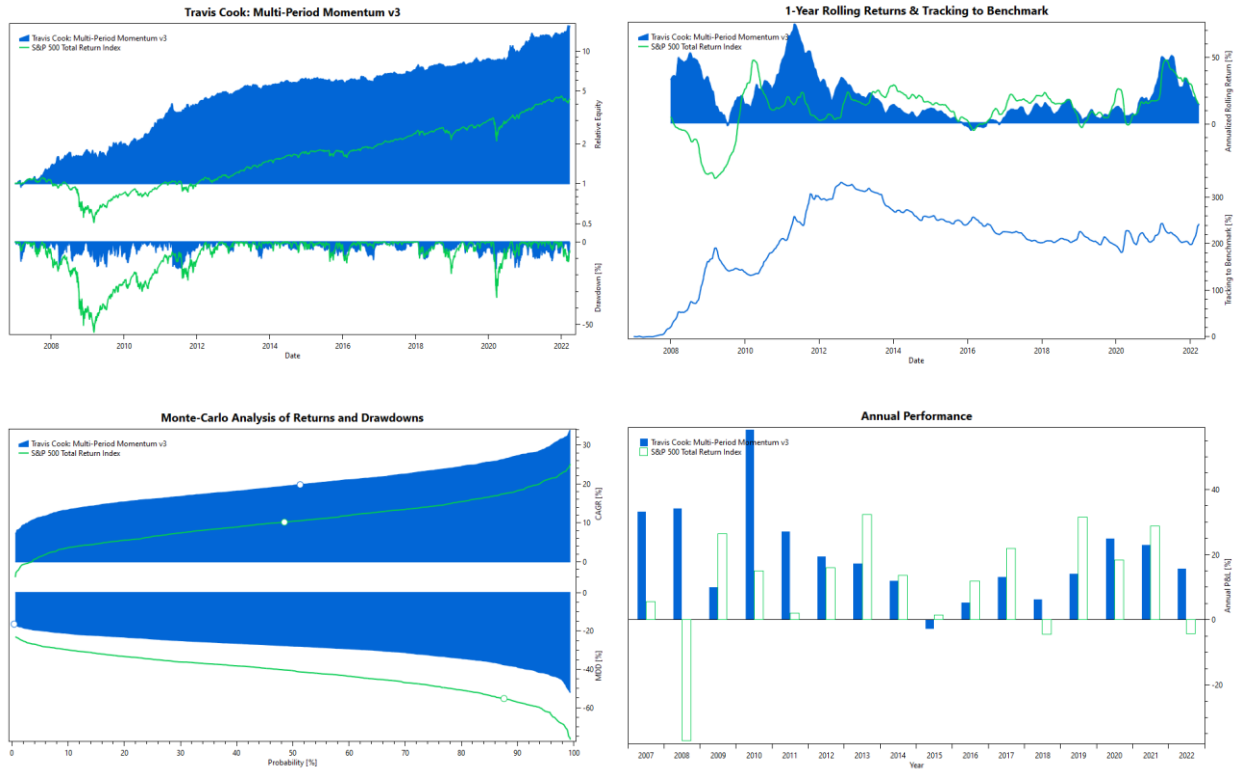 Travis Cook: Multi-Period Momentum v3
Travis Cook: Multi-Period Momentum v3
S&P 500 Total Return Index
10
5
2
1
0.5
0
-50
Relative Equity
Drawdown [%]
2008 2010 2012 2014 2016 2018 2020 2022
Date
1-Year Rolling Returns & Tracking to Benchmark
Travis Cook: Multi-Period Momentum v3
S&P 500 Total Return Index
50
0
300
200
100
0
Annualized Rolling Return [%]
Tracking to Benchmark [%]
2008 2010 2012 2014 2016 2018 2020 2022
Date
Monte-Carlo Analysis of Returns and Drawdowns
Travis Cook: Multi-Period Momentum v3
S&P 500 Total Return Index
30
20
10
0
0
-20
-40
-60
CAGR [%]
MDD [%]
0 10 20 30 40 50 60 70 80 90 100
Probability [%]
Annual Performance
Travis Cook: Multi-Period Momentum v3
S&P 500 Total Return Index
40
20
0
-20
Annual P&L [%]
2007 2008 2009 2010 2011 2012 2013 2014 2015 2016 2017 2018 2019 2020 2021 2022
Year